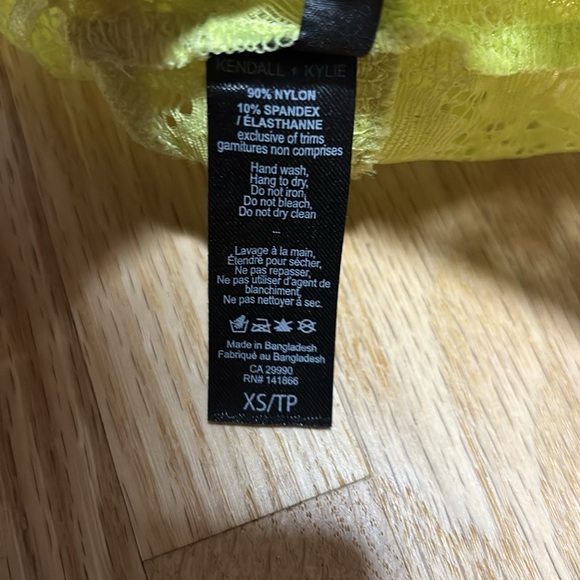 KENDALL + KYLIE
90% NYLON
10% SPANDEX
/ ÉLASTHANNE
exclusive of trims
garnitures non comprises
Hand wash,
Hang to dry,
Do not iron,
Do not bleach,
Do not dry clean
--
Lavage à la main,
Étendre pour sécher,
Ne pas repasser,
Ne pas utiliser d'agent de
blanchiment,
Ne pas nettoyer à sec.
Made in Bangladesh
Fabriqué au Bangladesh
CA 29990
RN# 141866
XS/TP